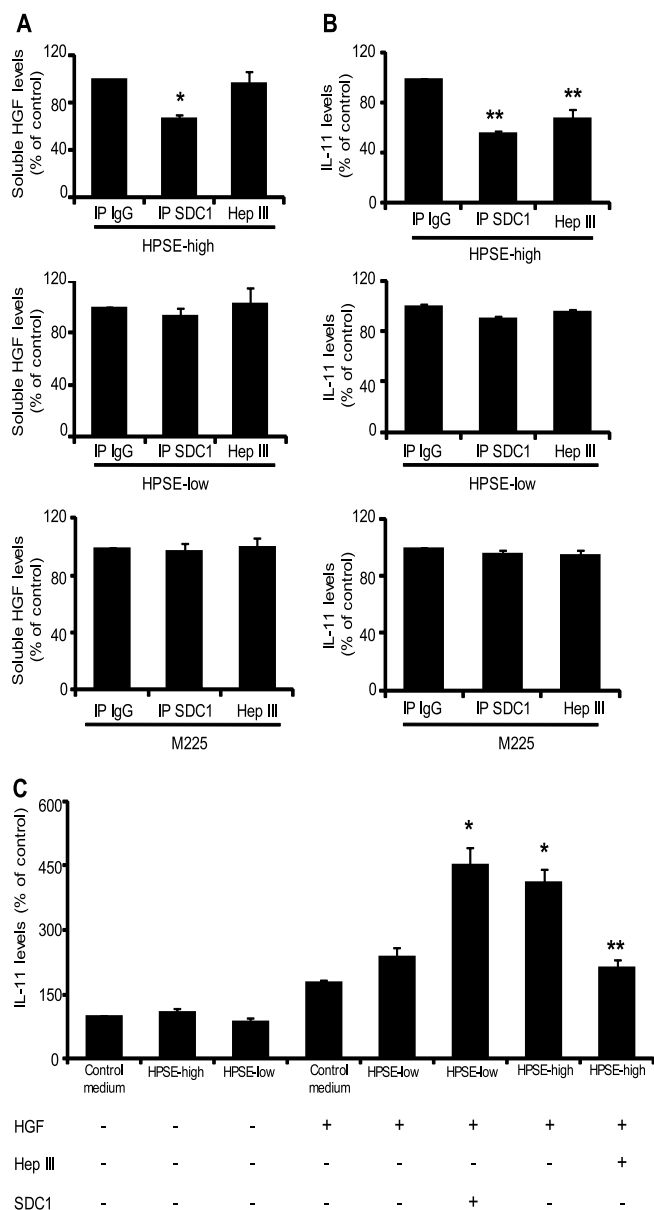 A
Soluble HGF levels
(% of control)
120
80
40
0
*
IP IgG IP SDC1 Hep III
HPSE-high
B
IL-11 levels
(% of control)
120
80
40
0
** **
IP IgG IP SDC1 Hep III
HPSE-high
Soluble HGF levels
(% of control)
120
80
40
0
IP IgG IP SDC1 Hep III
HPSE-low
IL-11 levels
(% of control)
120
80
40
0
IP IgG IP SDC1 Hep III
HPSE-low
Soluble HGF levels
(% of control)
120
80
40
0
IP IgG IP SDC1 Hep III
M225
IL-11 levels
(% of control)
120
80
40
0
IP IgG IP SDC1 Hep III
M225
C
IL-11 levels (% of control)
600
450
300
150
0
* * **
Control medium HPSE-high HPSE-low Control medium HPSE-low HPSE-low HPSE-high HPSE-high
HGF - - - + + + + +
Hep III - - - - - - - +
SDC1 - - - - - + - -